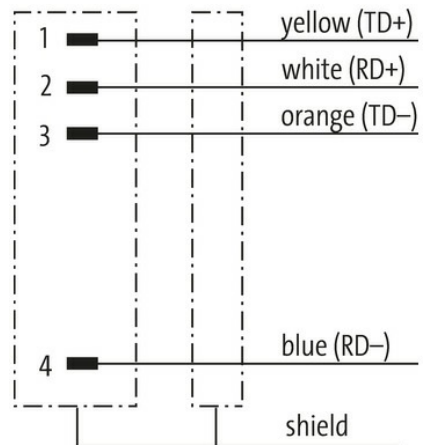 1 yellow (TD+)
2 white (RD+)
3 orange (TD–)
4 blue (RD–)
shield